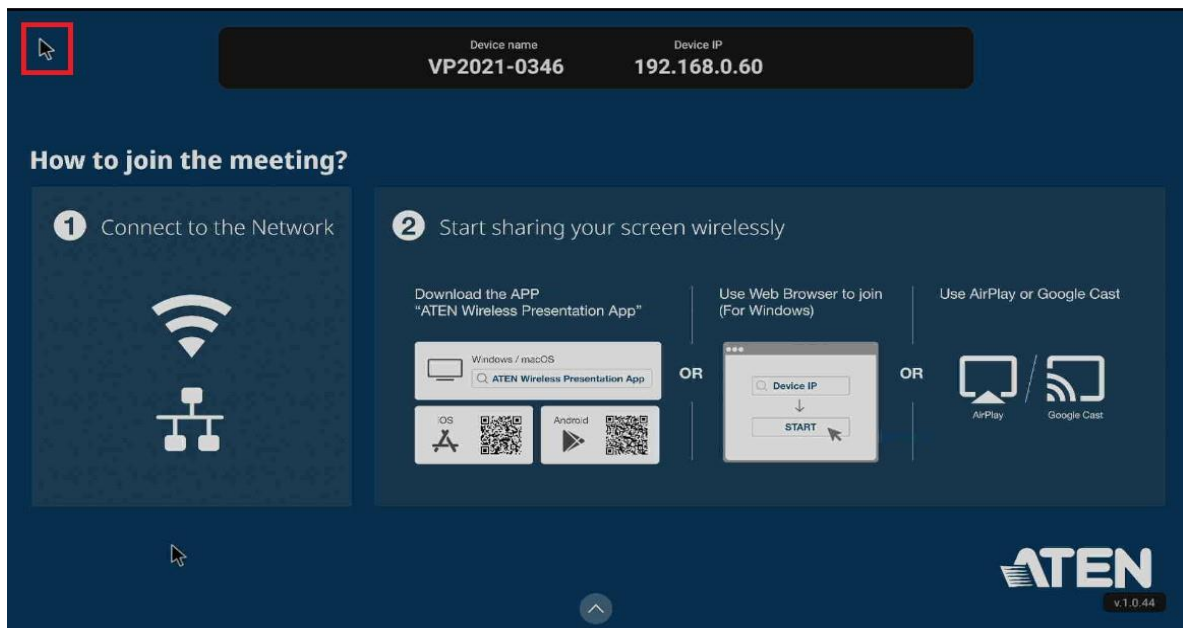 Device name
VP2021-0346
Device IP
192.168.0.60
How to join the meeting?
1 Connect to the Network
2 Start sharing your screen wirelessly
Download the APP
"ATEN Wireless Presentation App"
Windows / macOS
ATEN Wireless Presentation App
iOS
Android
OR
Use Web Browser to join
(For Windows)
Device IP
START
OR
Use AirPlay or Google Cast
AirPlay
Google Cast
ATEN
v.1.0.44